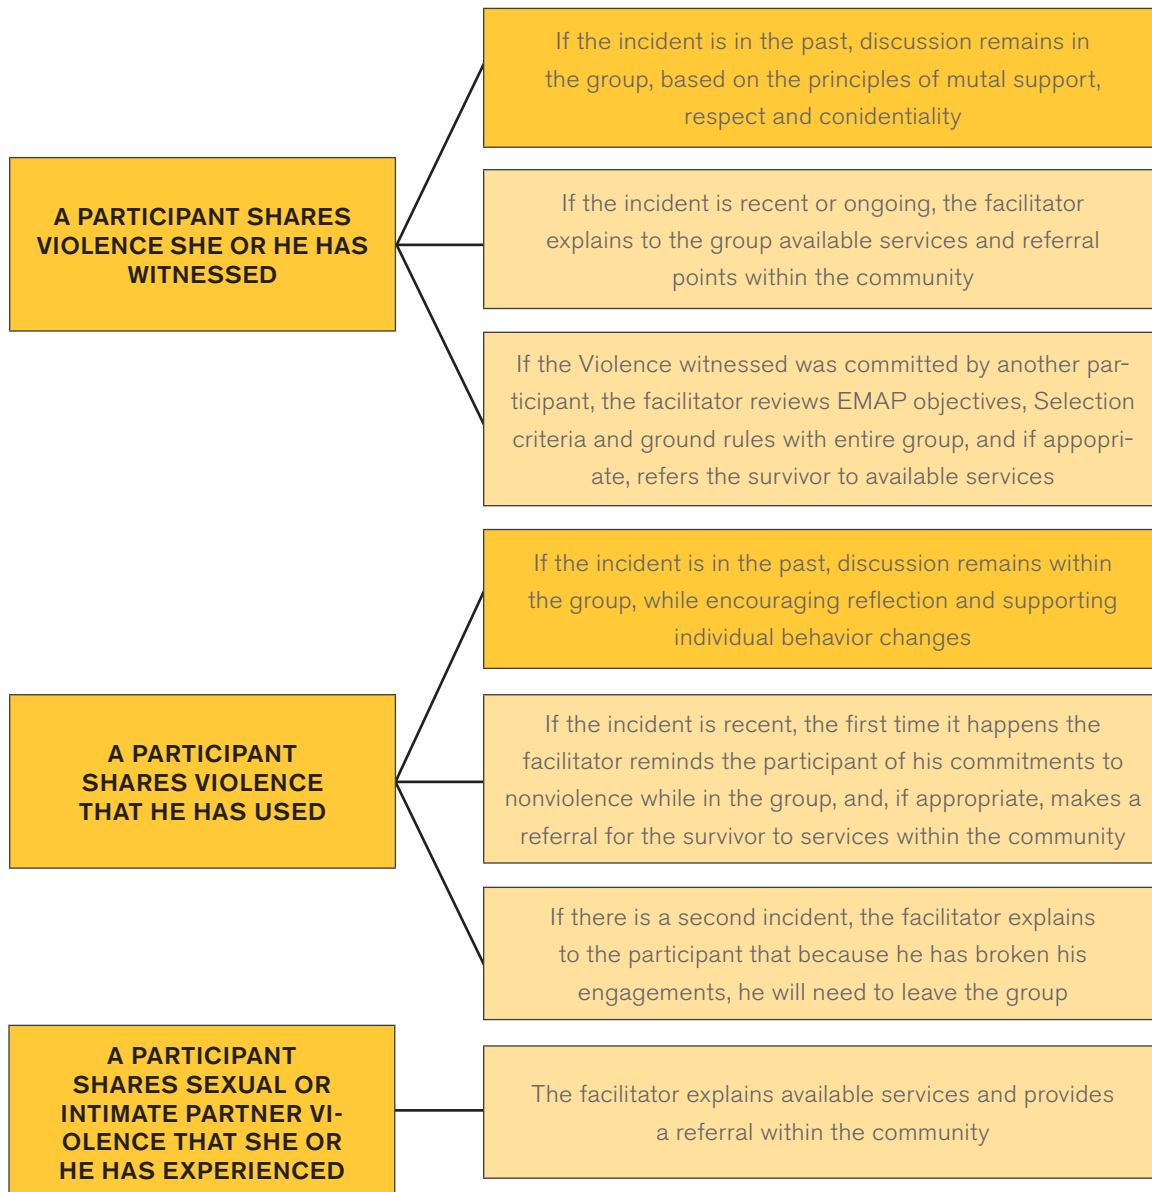 If the incident is in the past, discussion remains in
the group, based on the principles of mutal support,
respect and conidentiality
A PARTICIPANT SHARES
VIOLENCE SHE OR HE HAS
WITNESSED
If the incident is recent or ongoing, the facilitator
explains to the group available services and referral
points within the community
If the Violence witnessed was committed by another par-
ticipant, the facilitator reviews EMAP objectives, Selection
criteria and ground rules with entire group, and if appopri-
ate, refers the survivor to available services
If the incident is in the past, discussion remains within
the group, while encouraging reflection and supporting
individual behavior changes
A PARTICIPANT
SHARES VIOLENCE
THAT HE HAS USED
If the incident is recent, the first time it happens the
facilitator reminds the participant of his commitments to
nonviolence while in the group, and, if appropriate, makes a
referral for the survivor to services within the community
If there is a second incident, the facilitator explains
to the participant that because he has broken his
engagements, he will need to leave the group
A PARTICIPANT
SHARES SEXUAL OR
INTIMATE PARTNER VI-
OLENCE THAT SHE OR
HE HAS EXPERIENCED
The facilitator explains available services and provides
a referral within the community